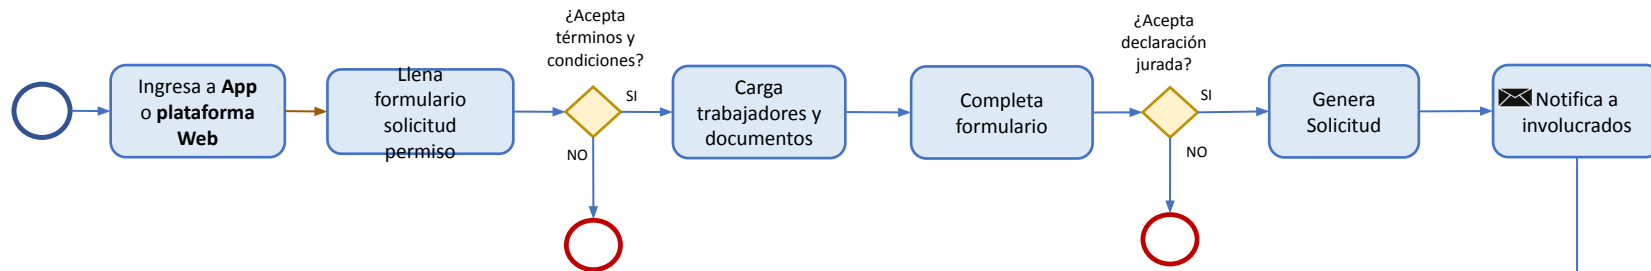 Ingresa a App
o plataforma
Web
Llena
formulario
solicitud
permiso
¿Acepta
términos y
condiciones?
SI
NO
Carga
trabajadores y
documentos
Completa
formulario
¿Acepta
declaración
jurada?
SI
NO
Genera
Solicitud
Notifica a
involucrados